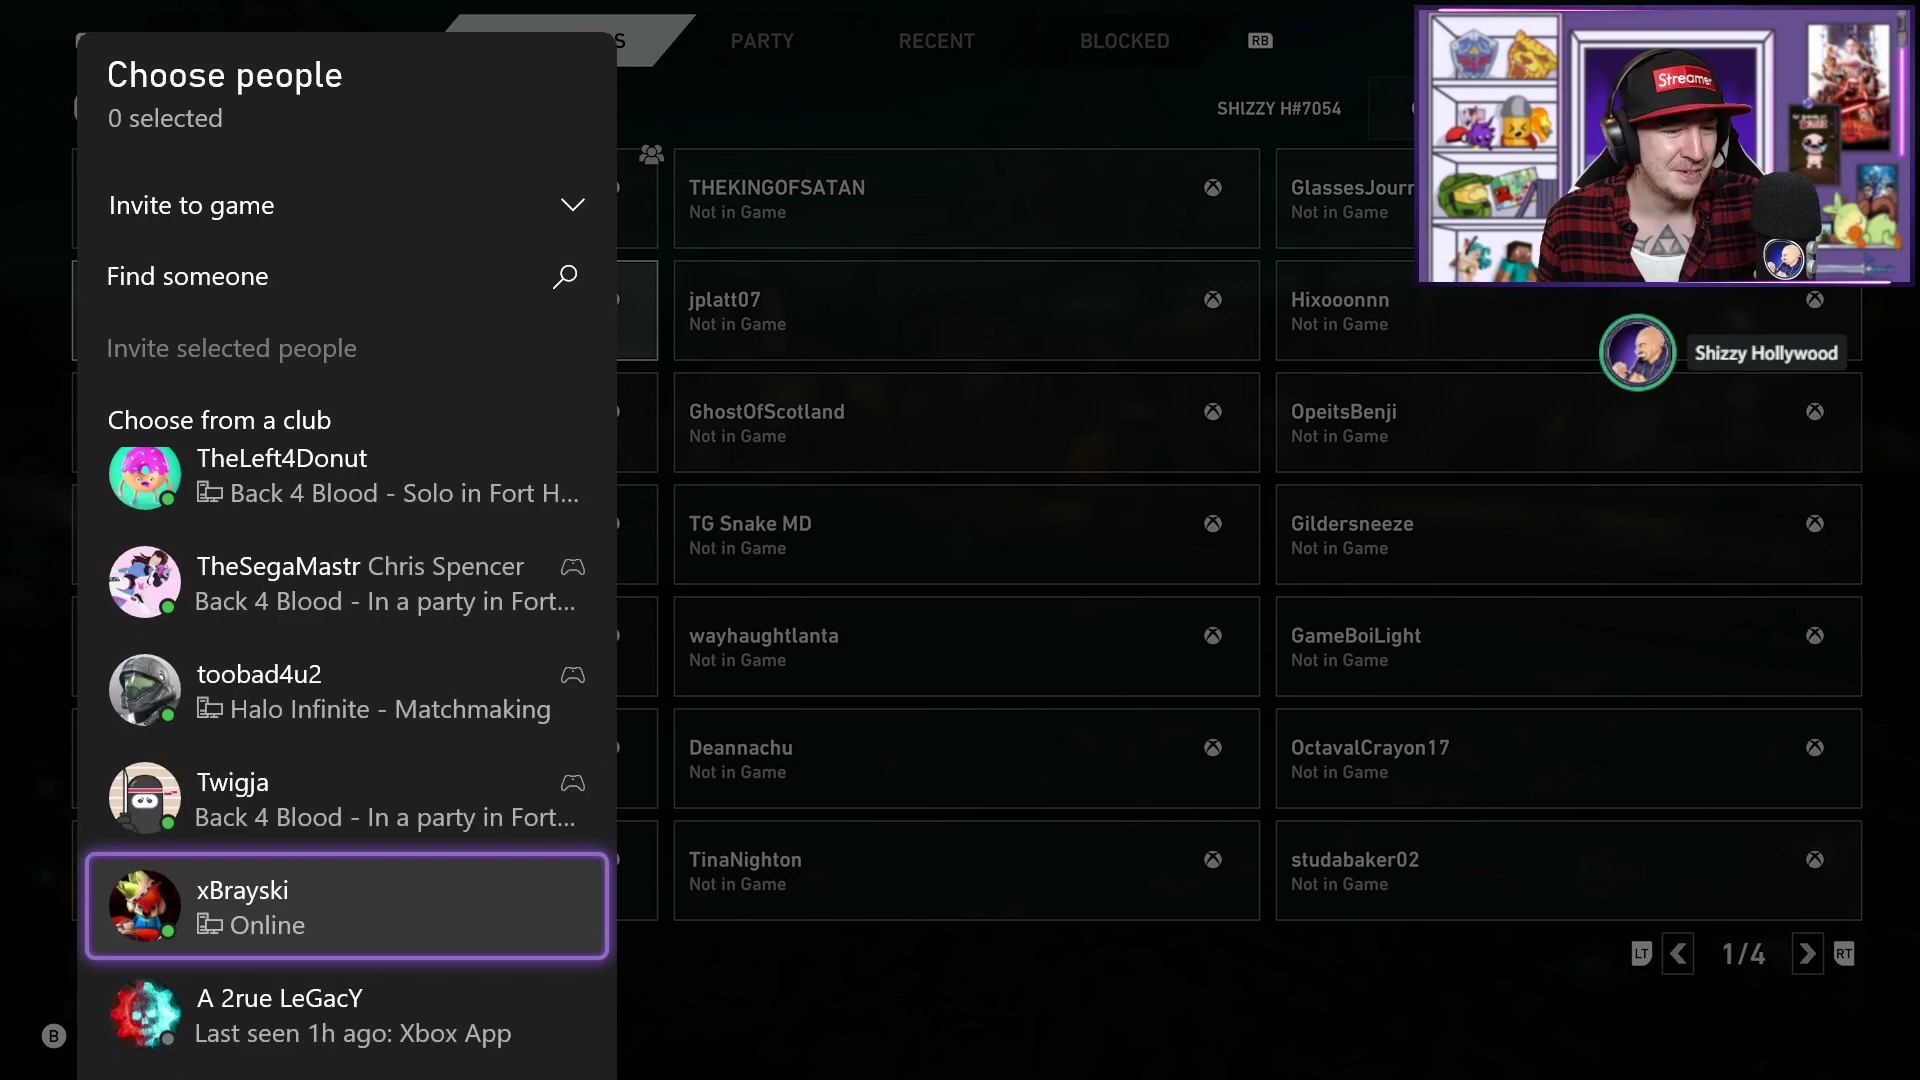 PARTY
RECENT
BLOCKED
RB
Choose people
0 selected
SHIZZY H#7054
Invite to game
Find someone
Invite selected people
Choose from a club
TheLeft4Donut
Back 4 Blood - Solo in Fort H...
TheSegaMastr Chris Spencer
Back 4 Blood - In a party in Fort...
toobad4u2
Halo Infinite - Matchmaking
Twigja
Back 4 Blood - In a party in Fort...
xBrayski
Online
A 2rue LeGacY
Last seen 1h ago: Xbox App
B
THEKINGOFSATAN
Not in Game
GlassesJourn
Not in Game
jplatt07
Not in Game
Hixooonnn
Not in Game
GhostOfScotland
Not in Game
OpeitsBenji
Not in Game
TG Snake MD
Not in Game
Gildersneeze
Not in Game
wayhaughtlanta
Not in Game
GameBoiLight
Not in Game
Deannachu
Not in Game
OctavalCrayon17
Not in Game
TinaNighton
Not in Game
studabaker02
Not in Game
LT
1/4
RT
Streamer
Shizzy Hollywood